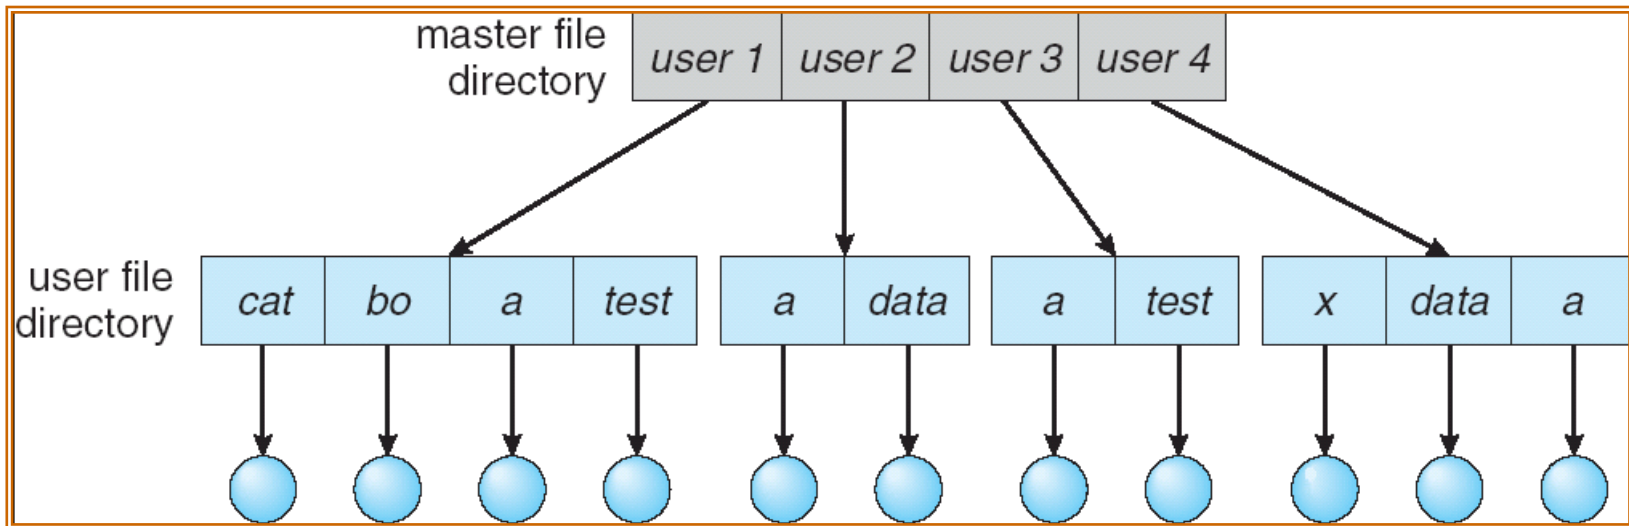 master file
directory
user 1 user 2 user 3 user 4
user file
directory
cat bo a test a data a test x data a